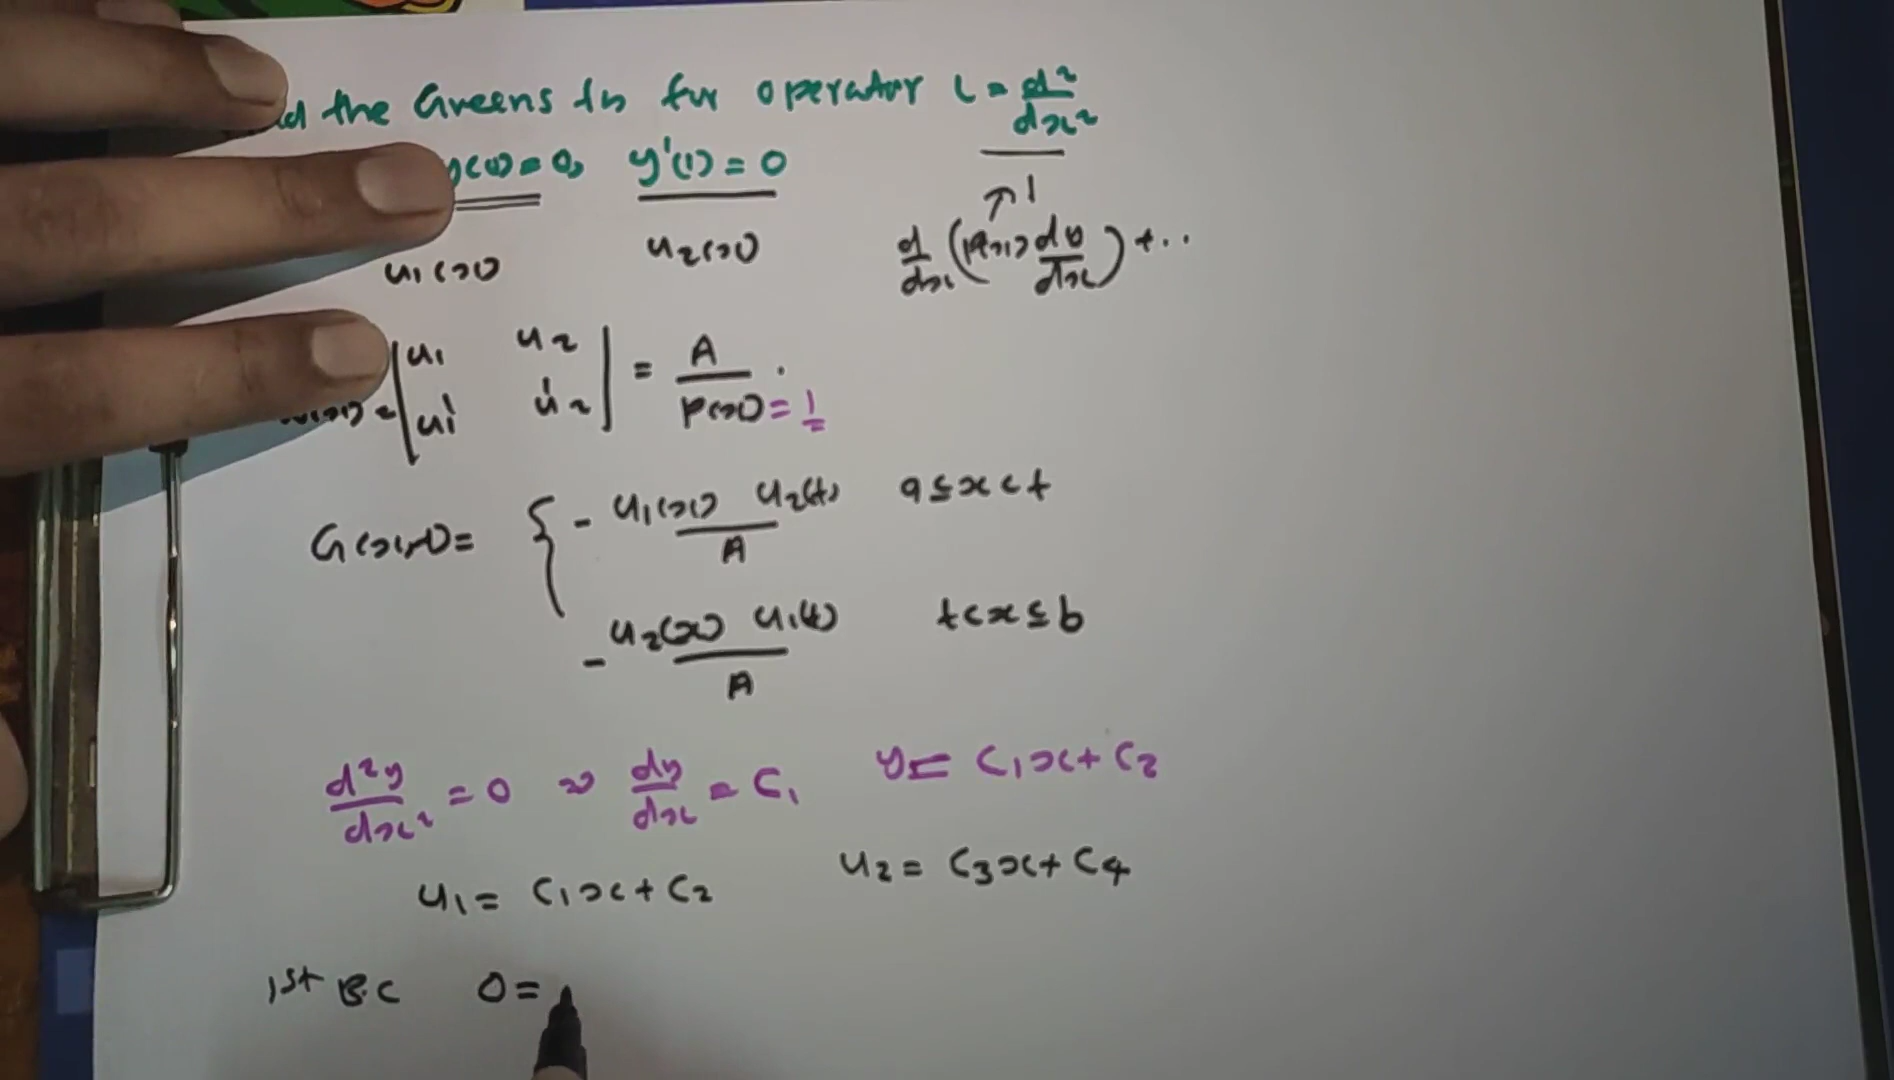 the Greens fn for operator L = d²/dx²
y(0) = 0, y'(1) = 0
↑ 1
u₁(x) u₂(x) d/dx (P(x) dy/dx) + ..
= | u₁ u₂ | = A/p(x) = 1
| u₁' u₂' |
G(x,t) = { - u₁(x) u₂(t)/A a ≤ x < t
- u₂(x) u₁(t)/A t < x ≤ b
d²y/dx² = 0 ⇒ dy/dx = C₁ y = C₁x + C₂
u₁ = C₁x + C₂ u₂ = C₃x + C₄
1st B.C 0 =